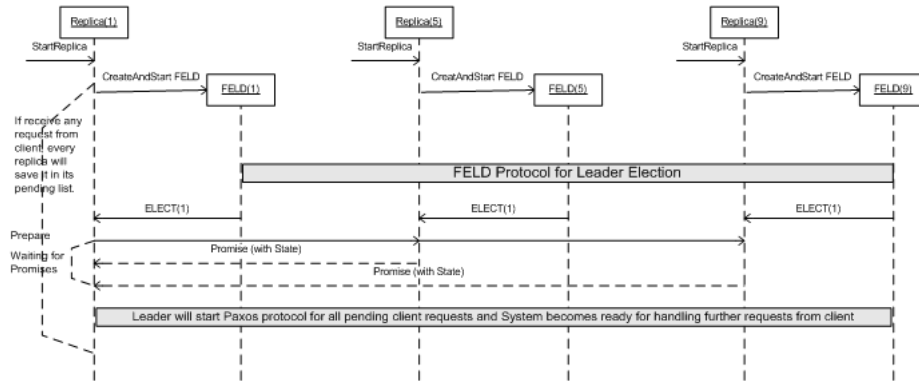 Replica(1)
Replica(5)
Replica(9)
StartReplica
StartReplica
StartReplica
CreateAndStart FELD
CreateAndStart FELD
CreateAndStart FELD
FELD(1)
FELD(5)
FELD(9)
If receive any
request from
client, every
replica will
save it in its
pending list.
FELD Protocol for Leader Election
ELECT(1)
ELECT(1)
ELECT(1)
Prepare
Promise (with State)
Waiting for
Promises
Promise (with State)
Leader will start Paxos protocol for all pending client requests and System becomes ready for handling further requests from client